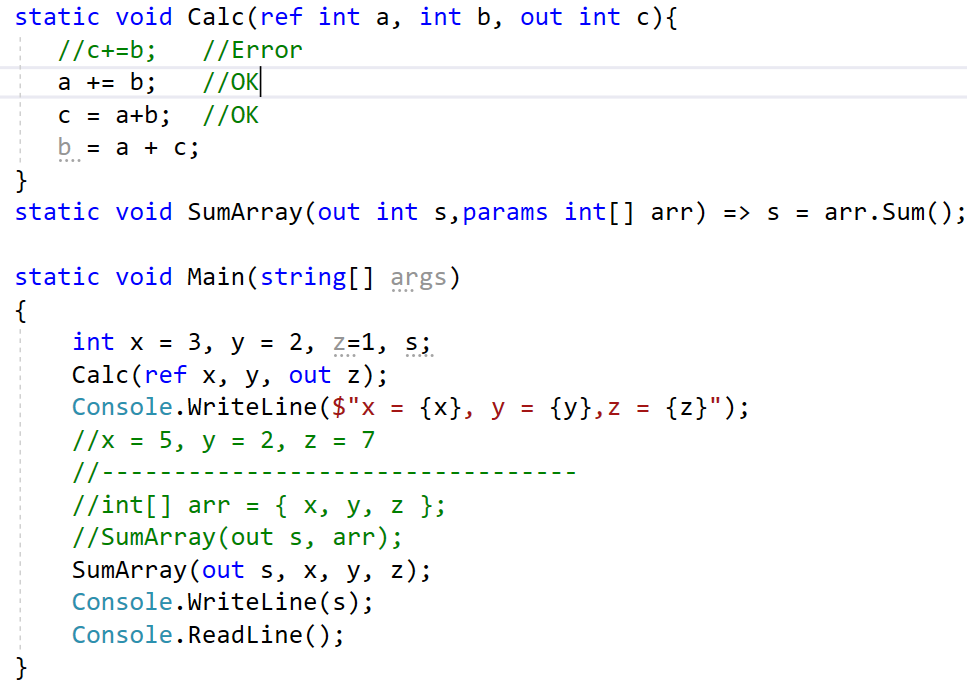 static void Calc(ref int a, int b, out int c){
//c+=b;   //Error
a += b;   //OK
c = a+b;  //OK
b = a + c;
}
static void SumArray(out int s,params int[] arr) => s = arr.Sum();
static void Main(string[] args)
{
int x = 3, y = 2, z=1, s;
Calc(ref x, y, out z);
Console.WriteLine($"x = {x}, y = {y},z = {z}");
//x = 5, y = 2, z = 7
//---------------------------------
//int[] arr = { x, y, z };
//SumArray(out s, arr);
SumArray(out s, x, y, z);
Console.WriteLine(s);
Console.ReadLine();
}